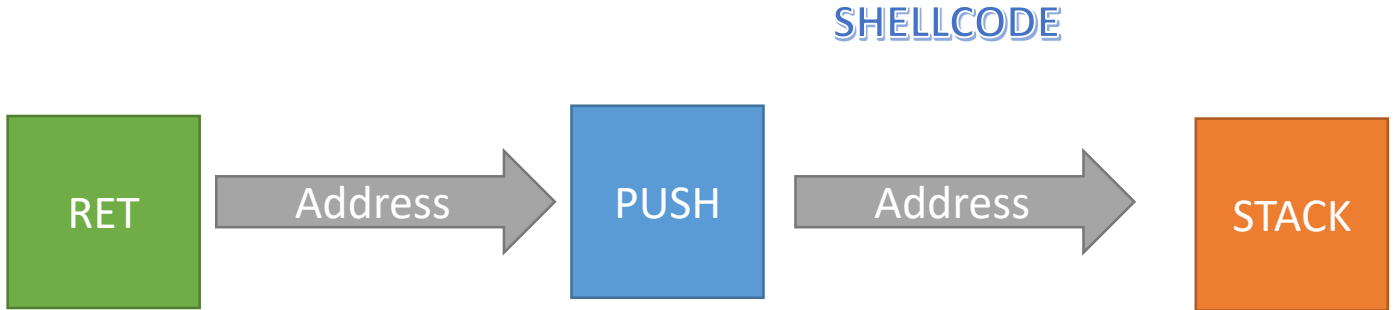 SHELLCODE
RET
Address
PUSH
Address
STACK